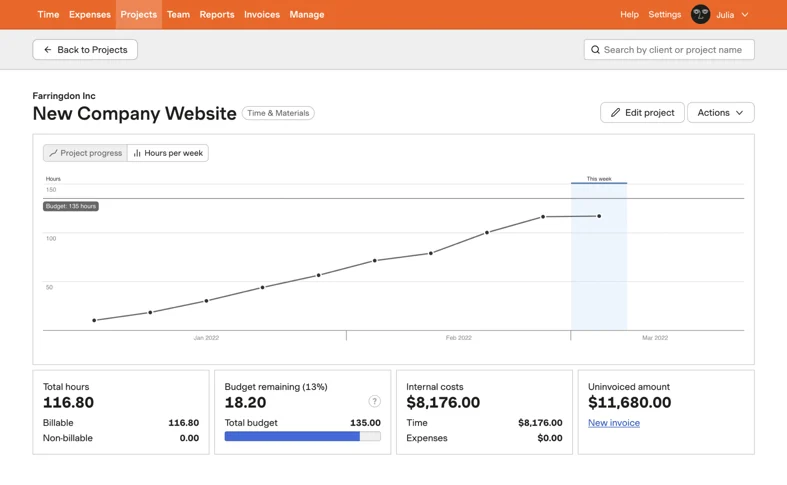 Time Expenses Projects Team Reports Invoices Manage Help Settings Julia
Back to Projects
Search by client or project name
Farringdon Inc
New Company Website Time & Materials
Edit project Actions
Project progress Hours per week
Hours
This week
150
Budget: 135 hours
100
50
Jan 2022 Feb 2022 Mar 2022
Total hours
116.80
Billable 116.80
Non-billable 0.00
Budget remaining (13%)
18.20 ?
Total budget 135.00
Internal costs
$8,176.00
Time $8,176.00
Expenses $0.00
Uninvoiced amount
$11,680.00
New invoice